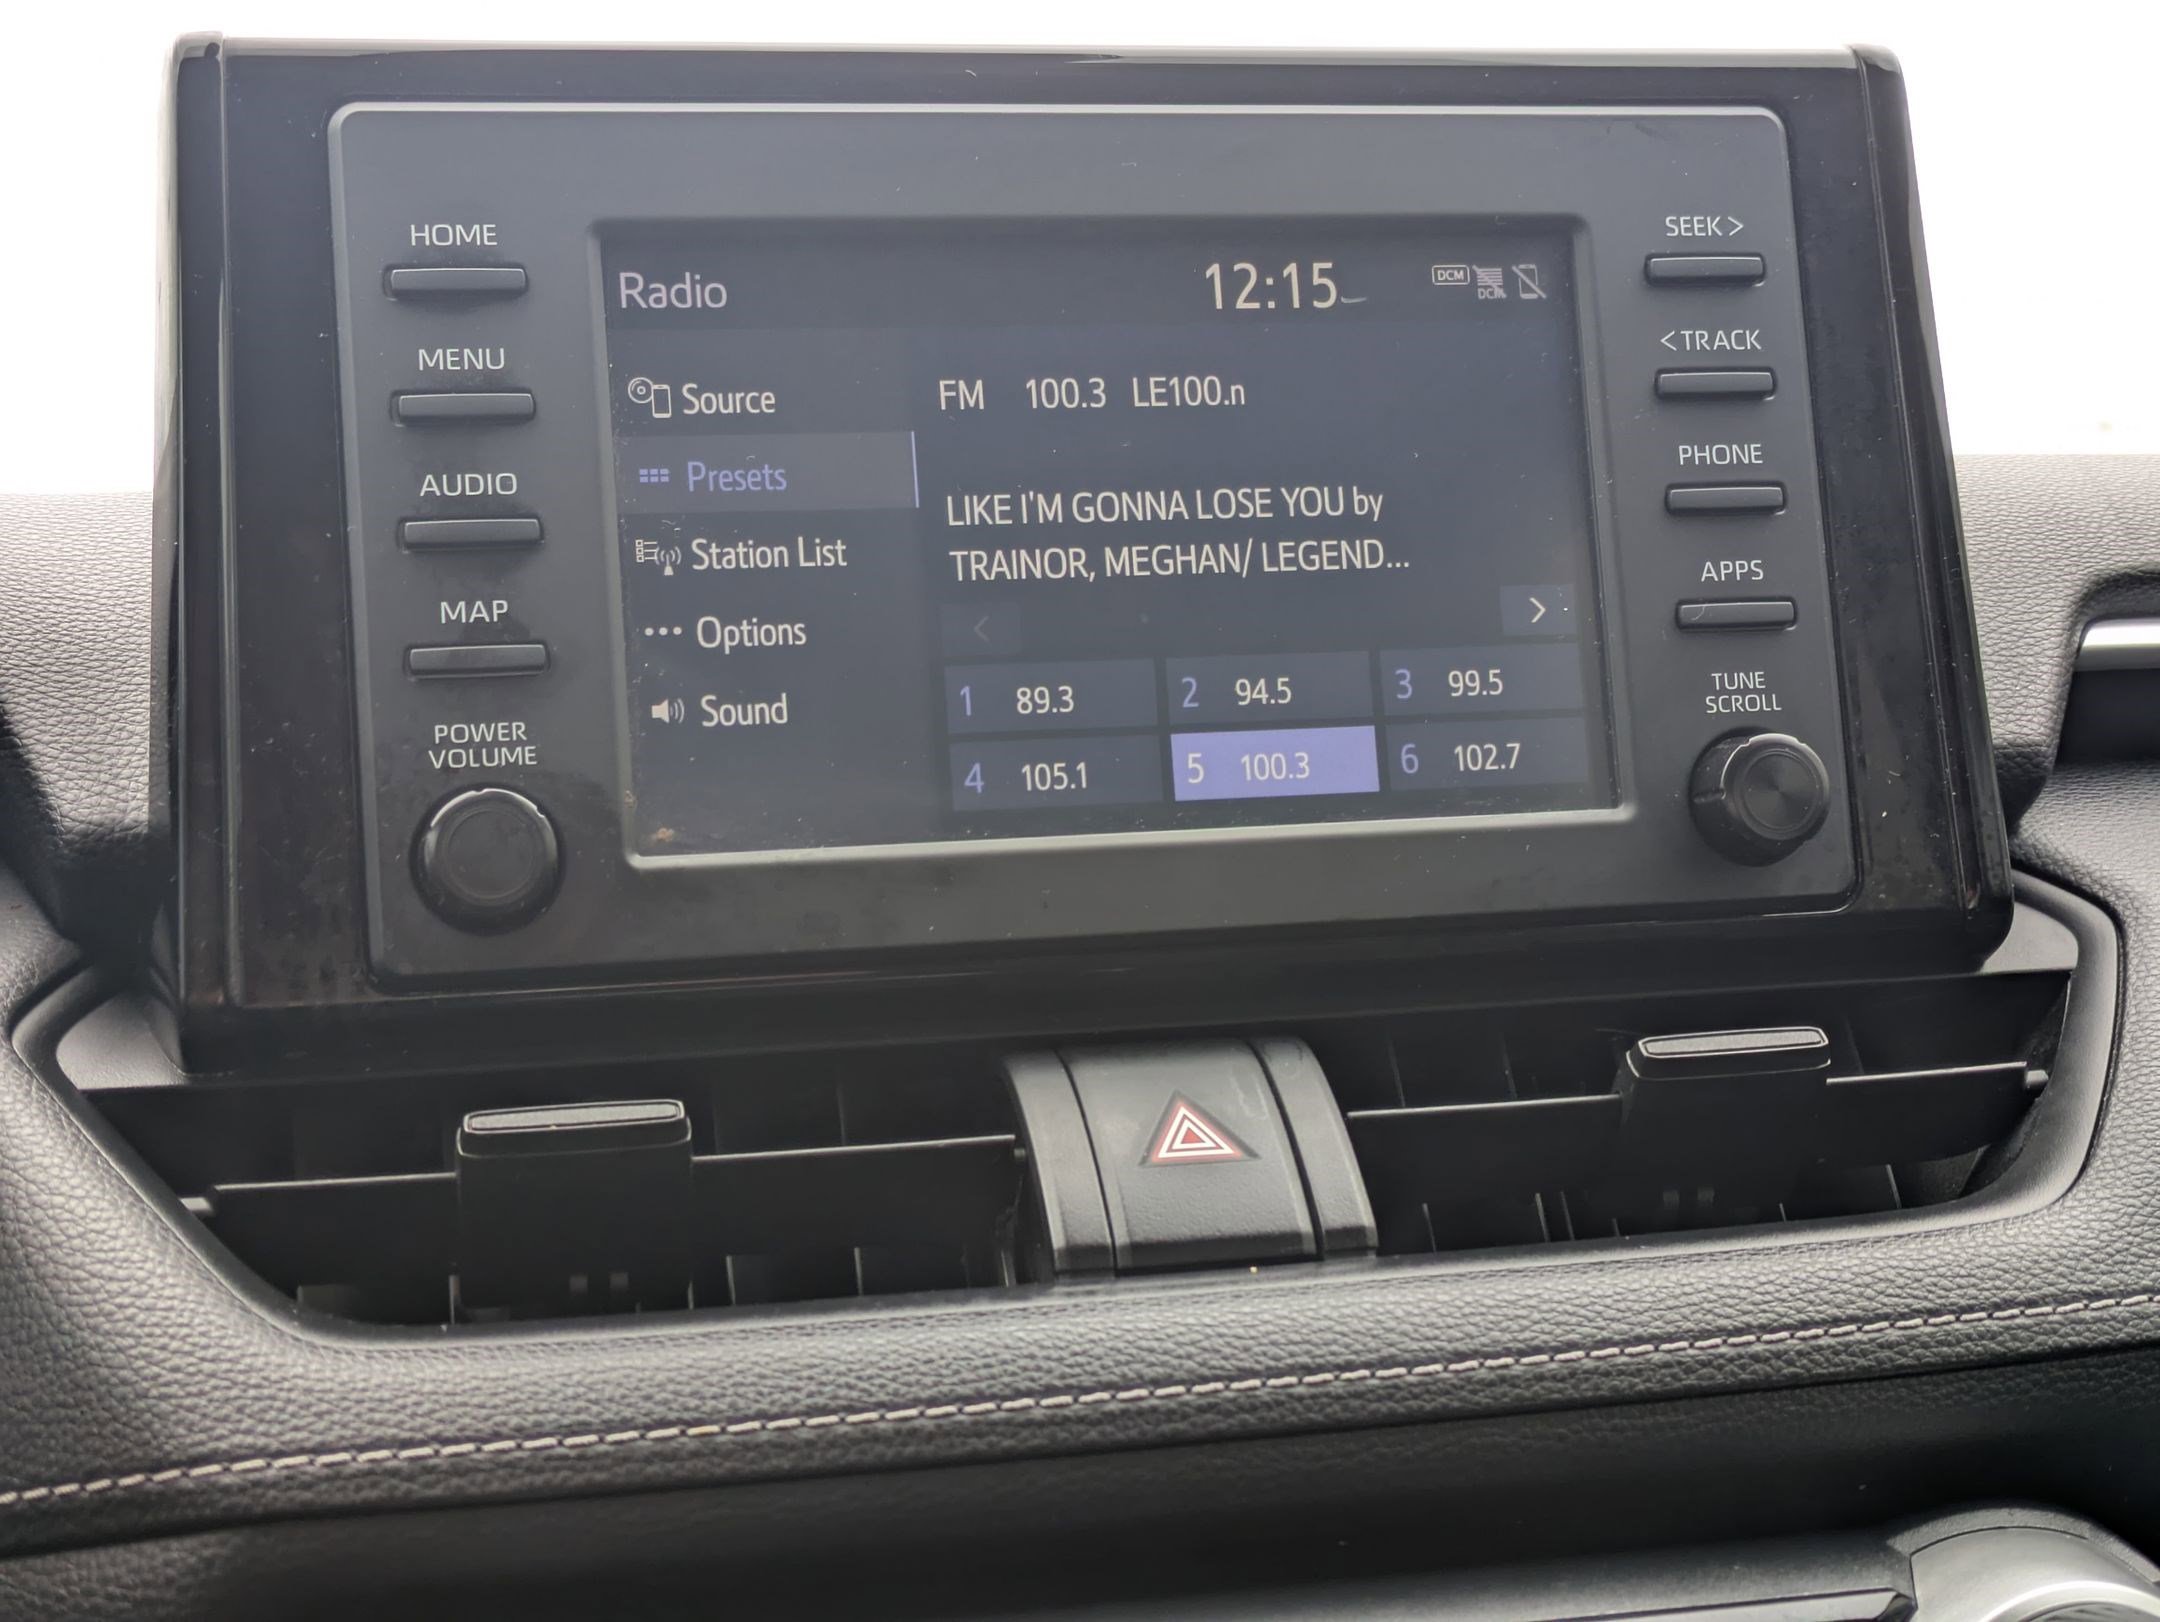 HOME
MENU
AUDIO
MAP
POWER
VOLUME
Radio
12:15
DCM
DCM
Source
Presets
Station List
Options
Sound
FM 100.3 LE100.n
LIKE I'M GONNA LOSE YOU by
TRAINOR, MEGHAN/ LEGEND...
< >
1 89.3 2 94.5 3 99.5
4 105.1 5 100.3 6 102.7
SEEK >
< TRACK
PHONE
APPS
TUNE
SCROLL